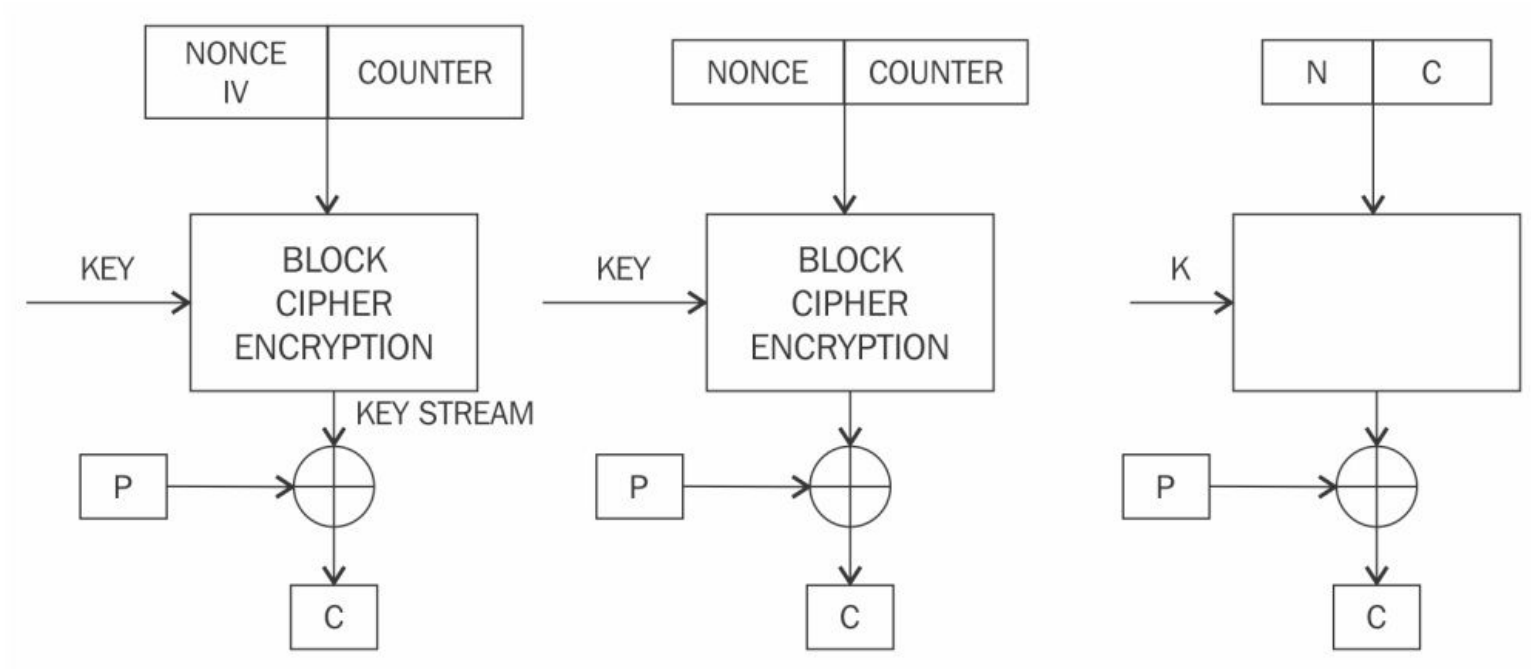 NONCE
IV
COUNTER
NONCE
COUNTER
N
C
KEY
BLOCK
CIPHER
ENCRYPTION
KEY
BLOCK
CIPHER
ENCRYPTION
K
KEY STREAM
P
P
P
C
C
C